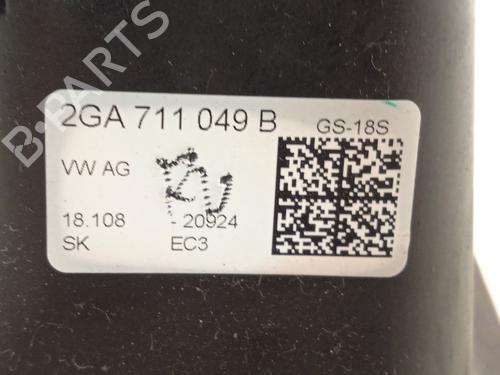 B-PARTS
2GA 711 049 B GS-18S
VW AG
18.108 - 20924
SK EC3